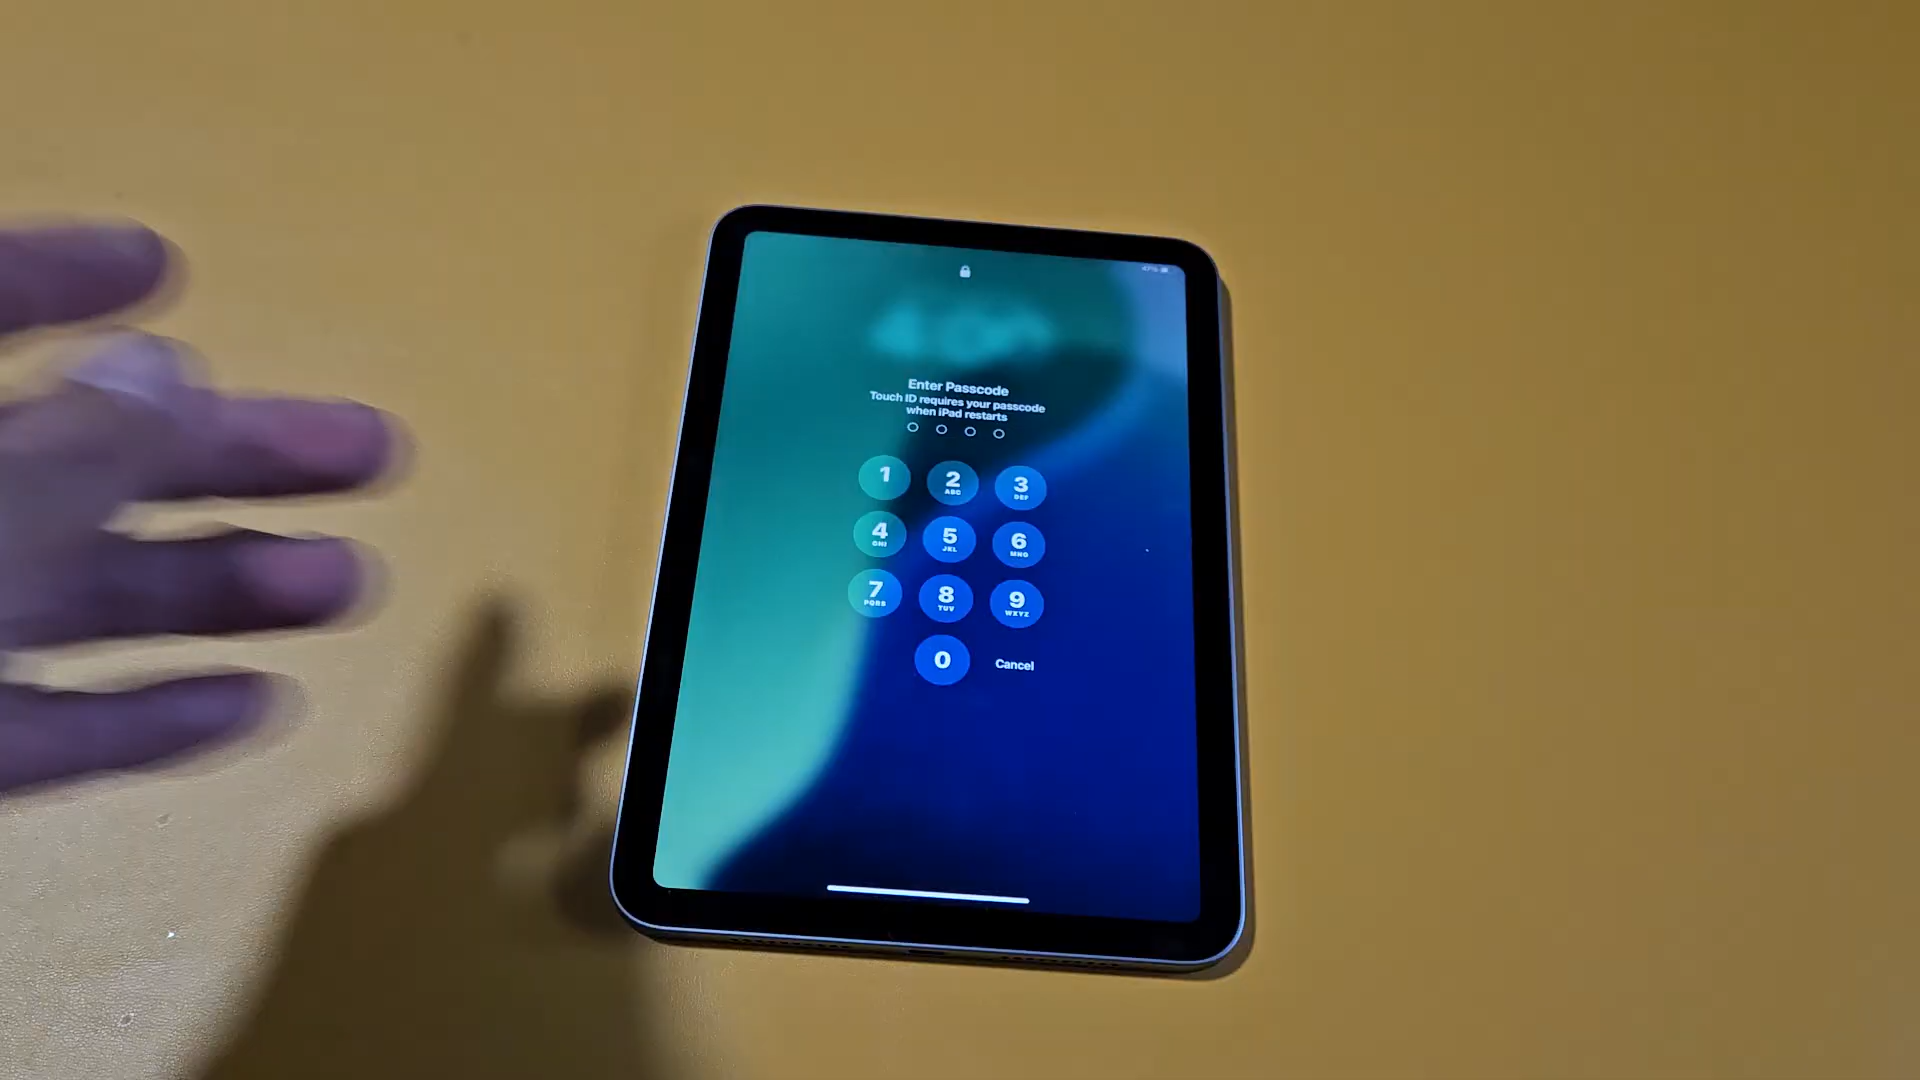 47%
Enter Passcode
Touch ID requires your passcode
when iPad restarts
1
2
ABC
3
DEF
4
GHI
5
JKL
6
MNO
7
PQRS
8
TUV
9
WXYZ
0
Cancel